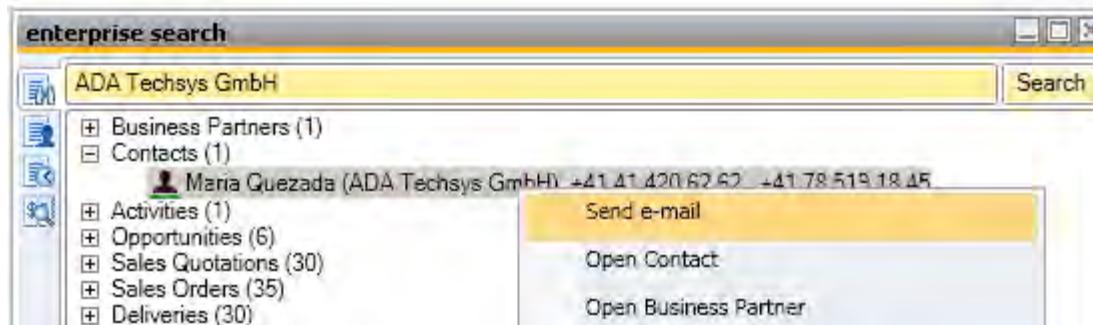 enterprise search
ADA Techsys GmbH Search
Business Partners (1)
Contacts (1)
Maria Quezada (ADA Techsys GmbH) +41 41 420 62 62 +41 78 519 18 45
Activities (1)
Send e-mail
Opportunities (6)
Sales Quotations (30)
Open Contact
Sales Orders (35)
Deliveries (30)
Open Business Partner